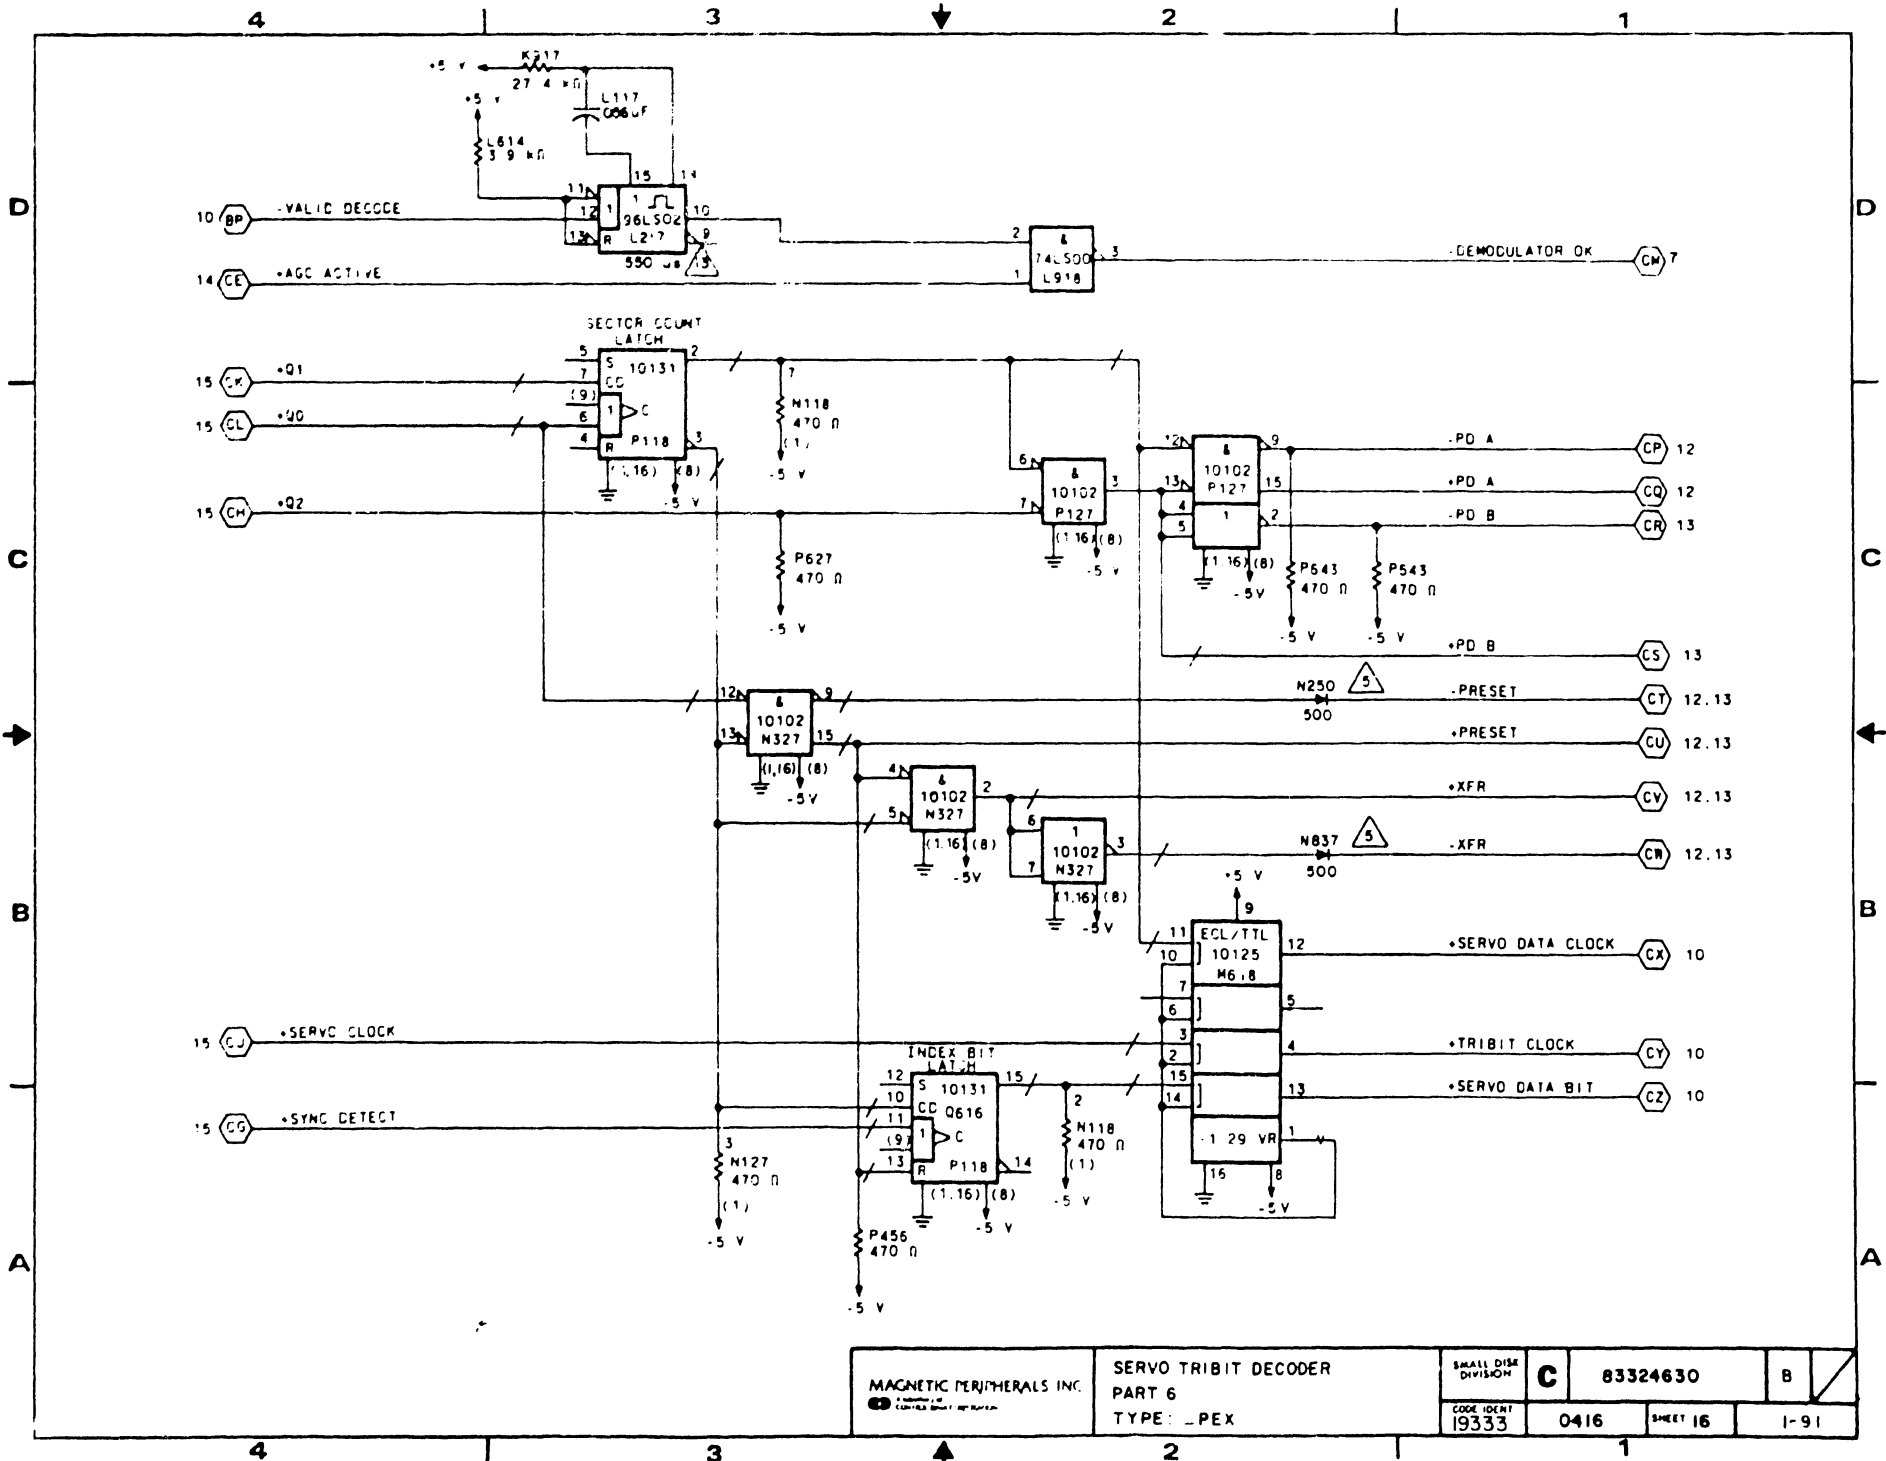 4 3 2 1
+5 V
27.4 kΩ
+5 V
L117
.056uF
L614
3.9 kΩ
15
11 1
12 1 10
96LS02
13 R L217 9
550 us 13
D D
10 BP -VALID DECODE
2 &
74LS00 3
1 L918
-DEMODULATOR OK CM 7
14 CE +AGC ACTIVE
SECTOR COUNT
LATCH
5 S 10131 2
7 CD
(9)
6 1 C
4 R P118 3
(1,16) (8)
-5 V
15 CK +Q1
15 CL +Q0
7
N118
470 Ω
(1)
-5 V
15 CH +Q2
P627
470 Ω
-5 V
6 &
10102 3
7 P127
(1,16) (8)
-5 V
12 & 9
10102
13 P127 15
4 1 2
5
(1,16) (8)
-5V
-PD A CP 12
+PD A CQ 12
-PD B CR 13
P643
470 Ω
-5 V
P543
470 Ω
-5 V
C C
+PD B CS 13
12 & 9
10102
13 N327 15
(1,16) (8)
-5V
N250 5
500
-PRESET CT 12,13
+PRESET CU 12,13
4 & 2
10102
5 N327
(1,16) (8)
-5V
+XFR CV 12,13
6 1
10102 3
7 N327
(1,16) (8)
-5V
N837 5
500
-XFR CW 12,13
B B
+5 V
9
11 ECL/TTL 12
10 10125
M618
7
6 5
3
2 4
15
14 13
-1.29 VR 1
16 8
-5V
+SERVO DATA CLOCK CX 10
+TRIBIT CLOCK CY 10
+SERVO DATA BIT CZ 10
15 CJ +SERVO CLOCK
15 CG +SYNC DETECT
INDEX BIT
LATCH
12 S 10131 15
10 CD Q616
11
(9) 1 C
13 R P118 14
(1,16) (8)
-5 V
2
N118
470 Ω
(1)
-5 V
3
N127
470 Ω
(1)
-5 V
P456
470 Ω
-5 V
A A
MAGNETIC PERIPHERALS INC.
SERVO TRIBIT DECODER
PART 6
TYPE: _PEX
SMALL DISK
DIVISION
C 83324630 B
CODE IDENT
19333 0416 SHEET 16 1-91
4 3 2 1